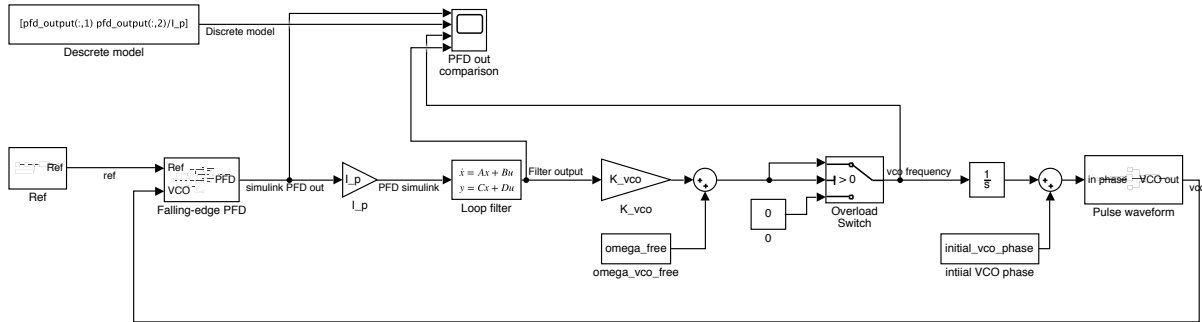 [pfd_output(:,1) pfd_output(:,2)/I_p]
Descrete model
Discrete model
PFD out
comparison
Ref
ref
Ref
Ref
VCO
PFD
Falling-edge PFD
simulink PFD out
I_p
I_p
PFD simulink
ẋ = Ax + Bu
y = Cx + Du
Loop filter
Filter output
K_vco
K_vco
omega_free
omega_vco_free
0
0
> 0
Overload
Switch
vco frequency
1
s
initial_vco_phase
intiial VCO phase
in phase
VCO out
Pulse waveform
vco